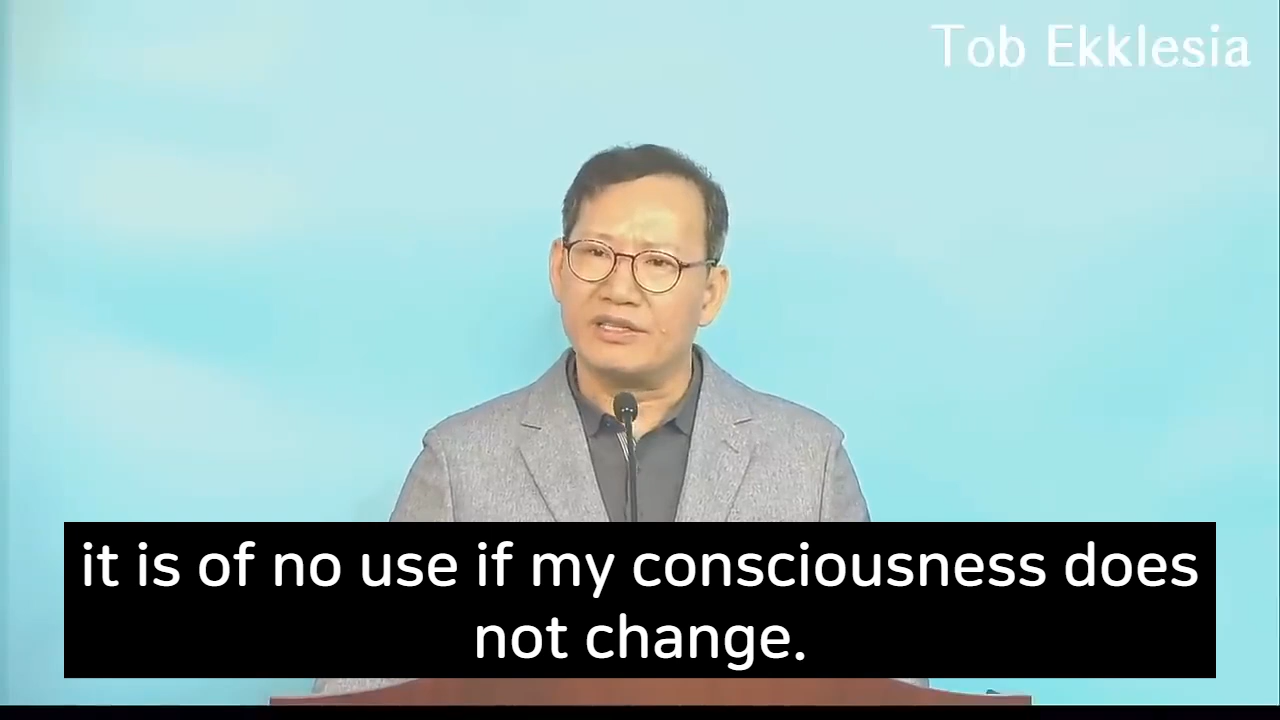 Tob Ekklesia
it is of no use if my consciousness does
not change.